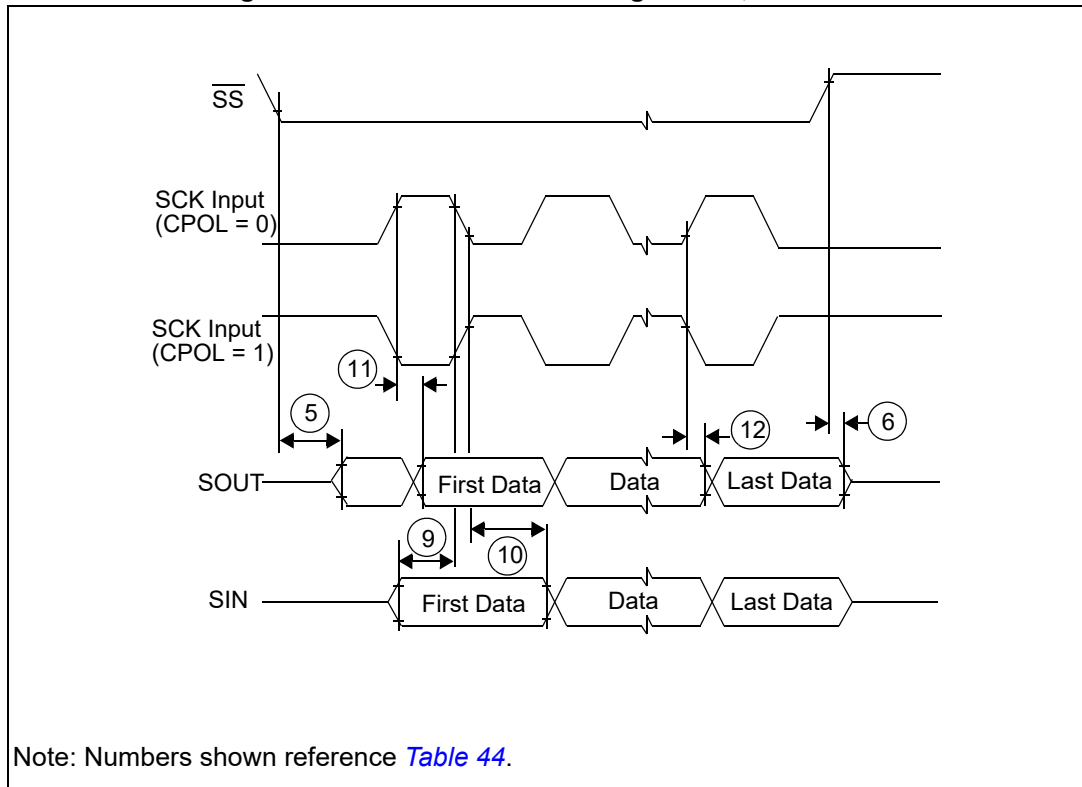 SS
SCK Input
(CPOL = 0)
SCK Input
(CPOL = 1)
11
5
12
6
SOUT
First Data
Data
Last Data
9
10
SIN
First Data
Data
Last Data
Note: Numbers shown reference Table 44.